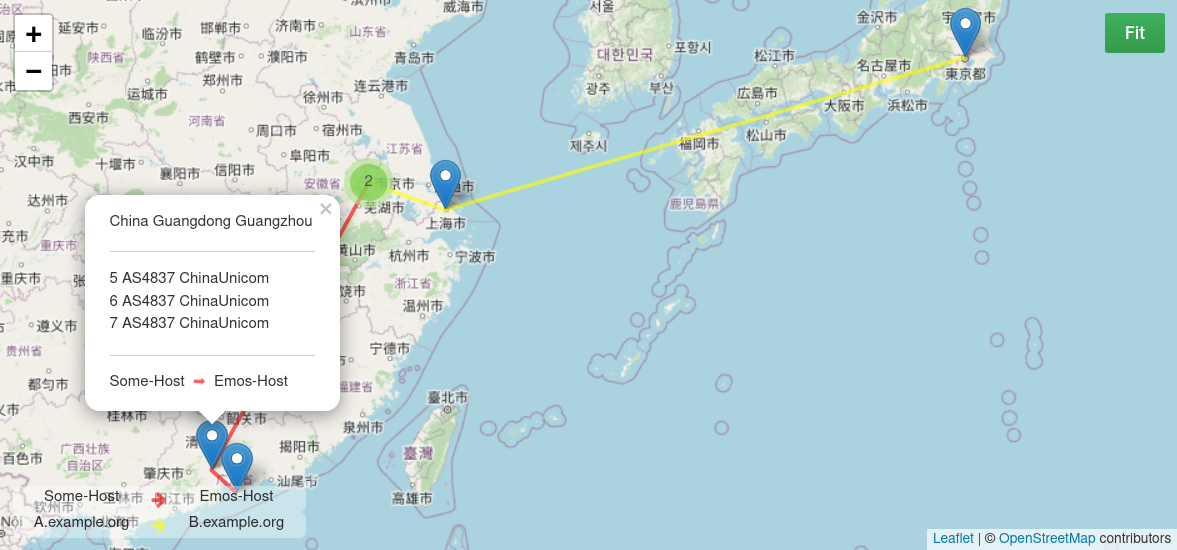 +
−
Fit
威海市
서울
金沢市
延安市
临汾市
济南市
山东省
대한민국
포항시
松江市
陕西省
鹤壁市
濮阳市
青岛市
名古屋市
東京都
郑州市
连云港市
광주
부산
広島市
大阪市
浜松市
运城市
徐州市
西安市
河南省
周口市
宿州市
松山市
제주시
福岡市
汉中市
十堰市
阜阳市
江苏省
襄阳市
信阳市
安徽省
2
南京市
达州市
芜湖市
鹿児島県
上海市
China Guangdong Guangzhou
×
重庆市
黄山市
杭州市
宁波市
重庆市
5 AS4837 ChinaUnicom
6 AS4837 ChinaUnicom
7 AS4837 ChinaUnicom
浙江省
温州市
遵义市
贵州省
宁德市
都匀市
Some-Host ➡ Emos-Host
福建省
臺北市
桂林市
韶关市
泉州市
广西壮族
自治区
揭阳市
臺灣
百色市
肇庆市
汕尾市
高雄市
Some-Host ➜ Emos-Host
A.example.org ➜ B.example.org
Leaflet | © OpenStreetMap contributors